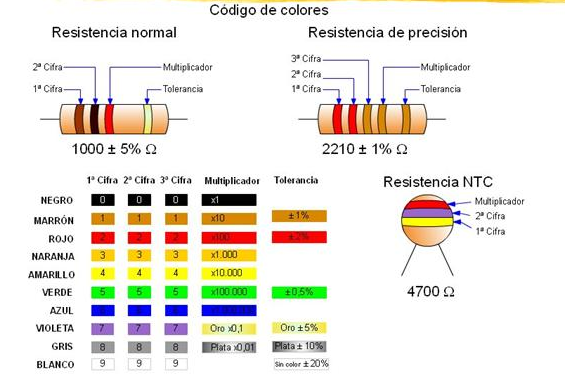 Código de colores
Resistencia normal
Resistencia de precisión
2ª Cifra
Multiplicador
1ª Cifra
Tolerancia
1000 ± 5% Ω
3ª Cifra
2ª Cifra
Multiplicador
1ª Cifra
Tolerancia
2210 ± 1% Ω
1ª Cifra 2ª Cifra 3ª Cifra Multiplicador Tolerancia
NEGRO 0 0 0 x1
MARRÓN 1 1 1 x10 ±1%
ROJO 2 2 2 x100 ±2%
NARANJA 3 3 3 x1.000
AMARILLO 4 4 4 x10.000
VERDE 5 5 5 x100.000 ±0,5%
AZUL
VIOLETA 7 7 7 Oro x0,1 Oro ±5%
GRIS 8 8 8 Plata x0,01 Plata ± 10%
BLANCO 9 9 9 Sin color ± 20%
Resistencia NTC
Multiplicador
2ª Cifra
1ª Cifra
4700 Ω